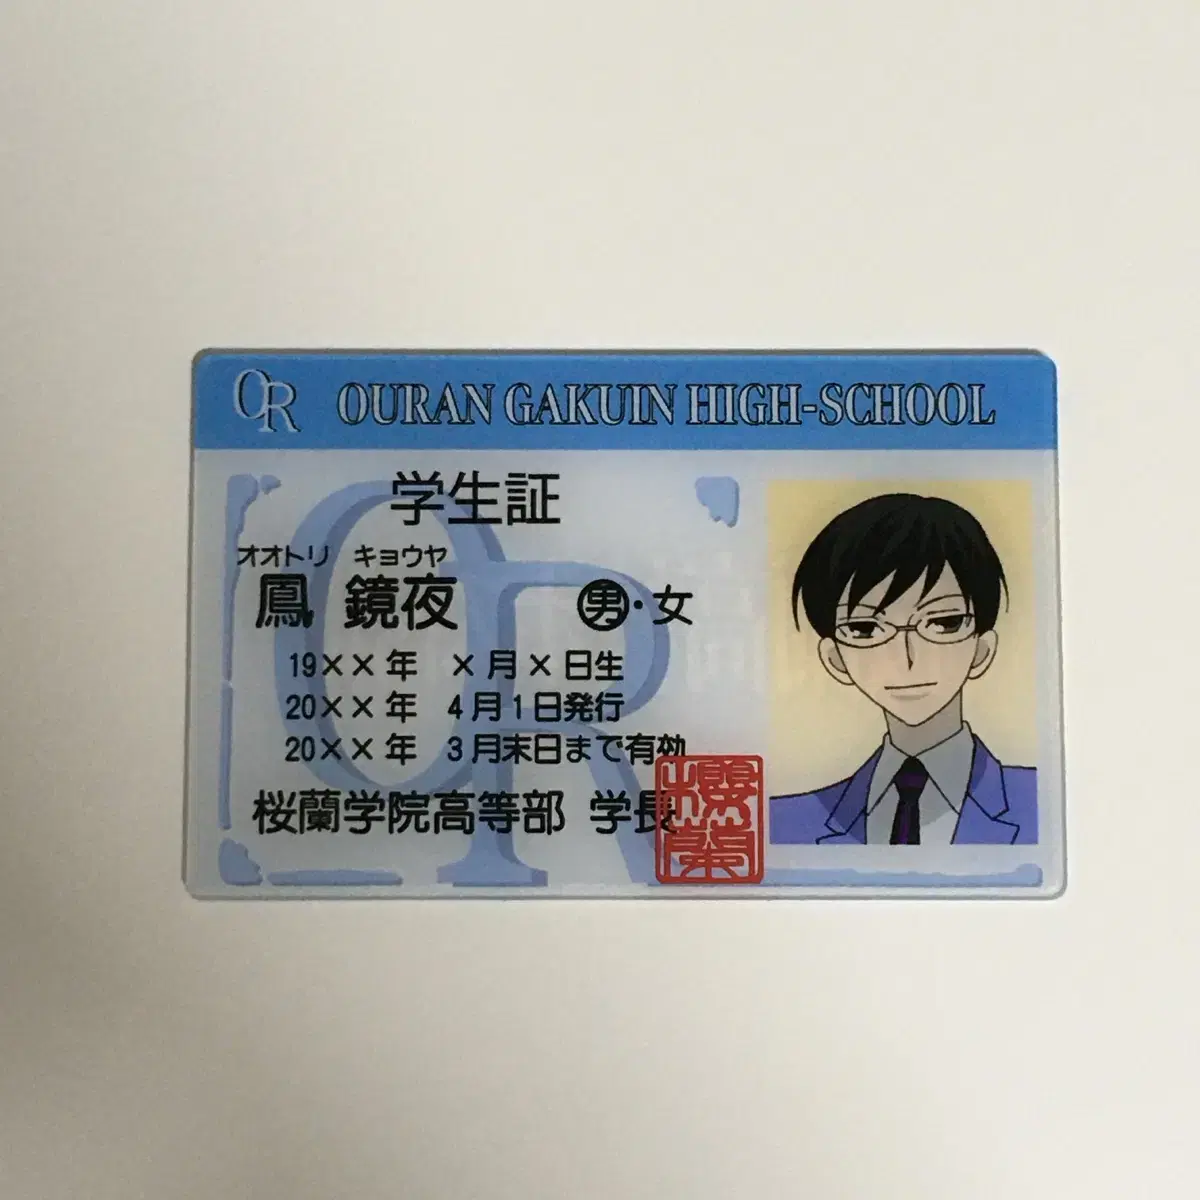 OR OURAN GAKUIN HIGH-SCHOOL
学生証
オオトリ キョウヤ
鳳 鏡夜 男・女
19××年 ×月×日生
20××年 4月1日発行
20××年 3月末日まで有効
桜蘭学院高等部 学長
櫻蘭